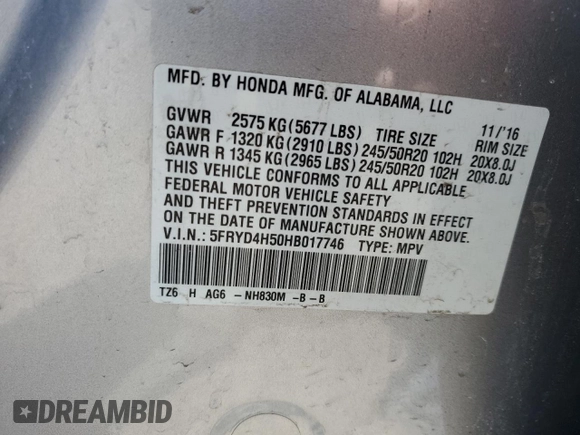 MFD. BY HONDA MFG. OF ALABAMA, LLC
11/'16
GVWR 2575 KG (5677 LBS) TIRE SIZE RIM SIZE
GAWR F 1320 KG (2910 LBS) 245/50R20 102H 20X8.0J
GAWR R 1345 KG (2965 LBS) 245/50R20 102H 20X8.0J
THIS VEHICLE CONFORMS TO ALL APPLICABLE
FEDERAL MOTOR VEHICLE SAFETY
AND THEFT PREVENTION STANDARDS IN EFFECT
ON THE DATE OF MANUFACTURE SHOWN ABOVE.
V.I.N.: 5FRYD4H50HB017746 TYPE: MPV
TZ6 H AG6 - NH830M -B - B
DREAMBID